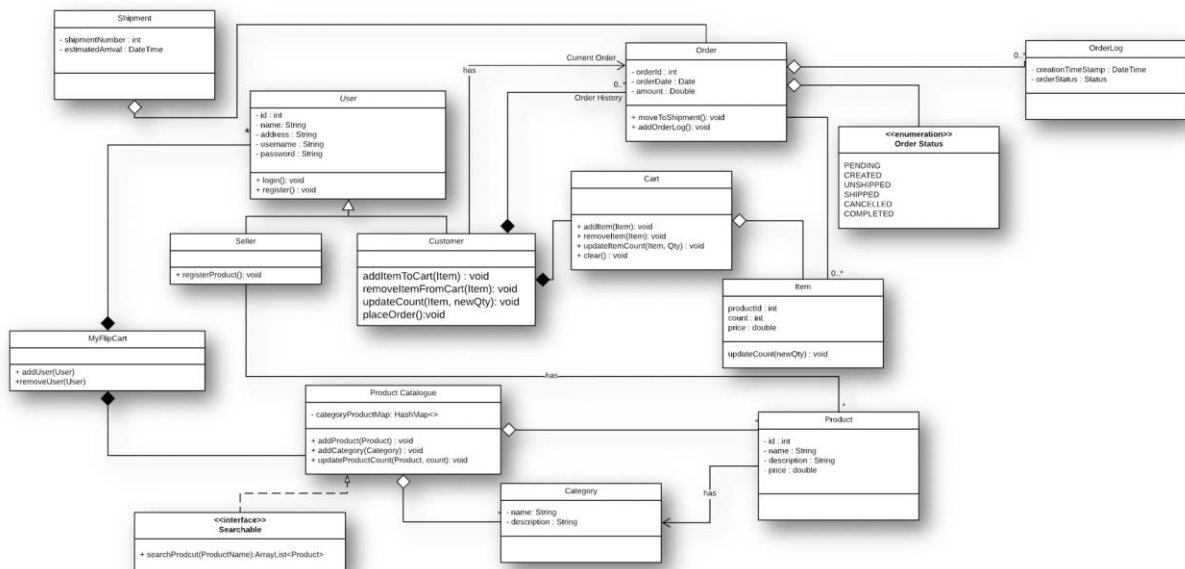 Shipment
- shipmentNumber : int
- estimatedArrival : DateTime
Order
- orderId : int
- orderDate : Date
- amount : Double
+ moveToShipment(): void
+ addOrderLog(): void
OrderLog
- creationTimeStamp : DateTime
- orderStatus : Status
Current Order
has
0..*
Order History
0..*
User
- id : int
- name: String
- address : String
- username : String
- password : String
+ login(): void
+ register() : void
*
<<enumeration>>
Order Status
PENDING
CREATED
UNSHIPPED
SHIPPED
CANCELLED
COMPLETED
Cart
+ addItem(Item): void
+ removeItem(Item): void
+ updateItemCount(Item, Qty) : void
+ clear() : void
Seller
+ registerProduct(): void
Customer
addItemToCart(Item) : void
removeItemFromCart(Item): void
updateCount(Item, newQty): void
placeOrder():void
0..*
Item
productId : int
count : int
price : double
updateCount(newQty) : void
MyFlipCart
+ addUser(User)
+removeUser(User)
has
*
Product Catalogue
- categoryProductMap: HashMap<>
+ addProduct(Product) : void
+ addCategory(Category) : void
+ updateProductCount(Product, count): void
*
Product
- id : int
- name : String
- description : String
- price : double
has
Category
*
- name: String
- description : String
<<interface>>
Searchable
+ searchProdcut(ProductName):ArrayList<Product>